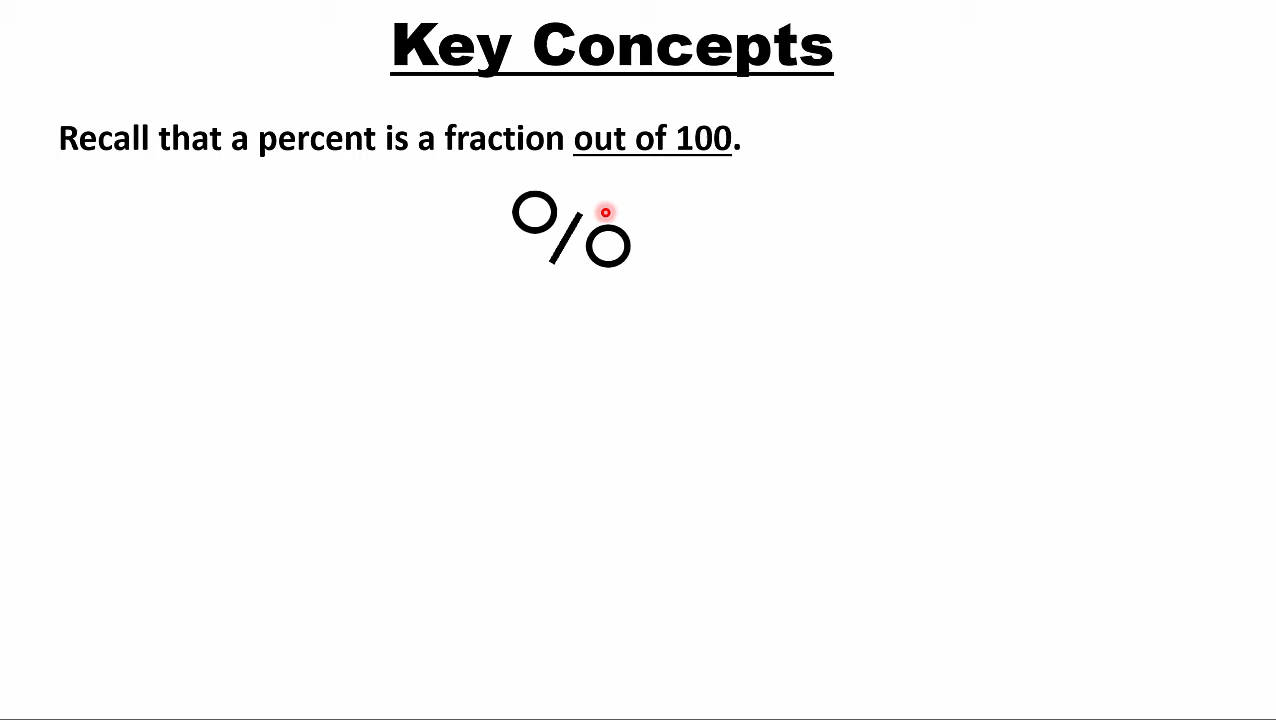 Key Concepts
Recall that a percent is a fraction out of 100.
%